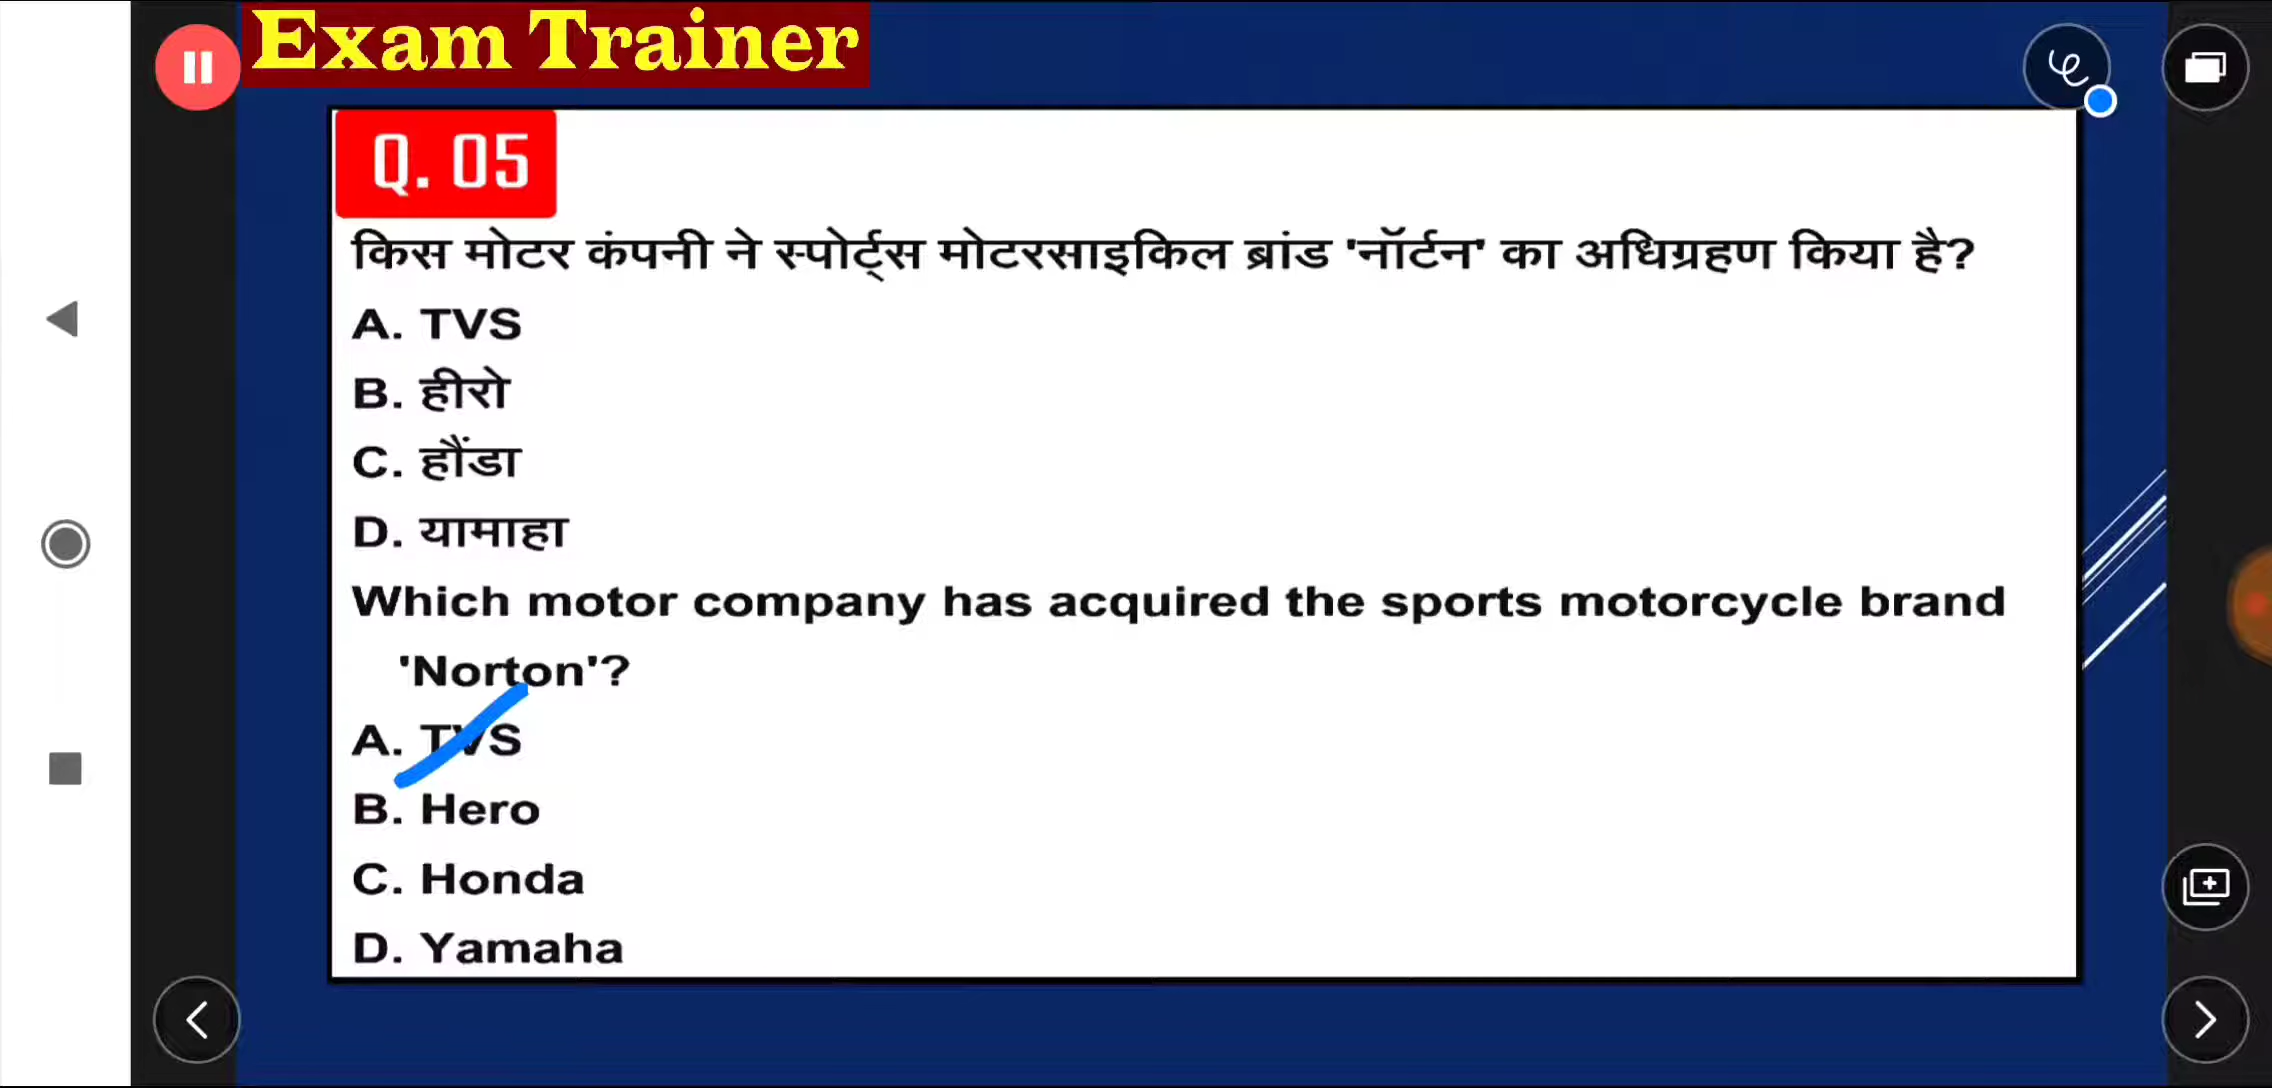 Exam Trainer
Q. 05
किस मोटर कंपनी ने स्पोर्ट्स मोटरसाइकिल ब्रांड 'नॉर्टन' का अधिग्रहण किया है?
A. TVS
B. हीरो
C. हौंडा
D. यामाहा
Which motor company has acquired the sports motorcycle brand
'Norton'?
A. TVS
B. Hero
C. Honda
D. Yamaha